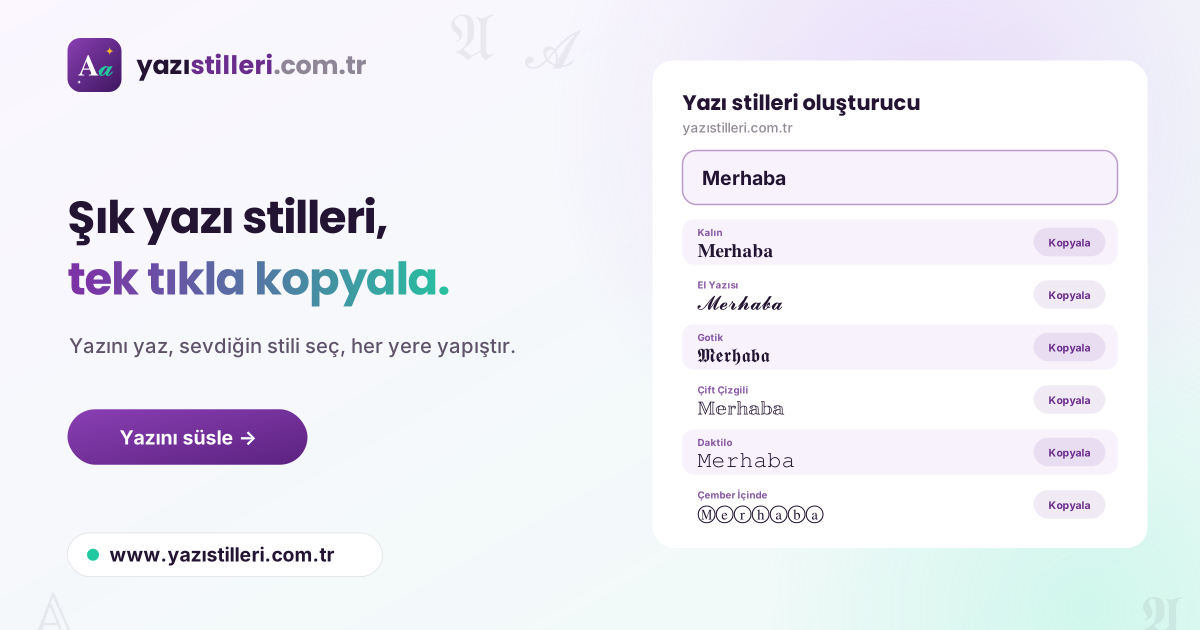 Aa
yazıstilleri.com.tr
Şık yazı stilleri,
tek tıkla kopyala.
Yazını yaz, sevdiğin stili seç, her yere yapıştır.
Yazını süsle →
www.yazıstilleri.com.tr
Yazı stilleri oluşturucu
yazıstilleri.com.tr
Merhaba
Kalın
𝐌𝐞𝐫𝐡𝐚𝐛𝐚
Kopyala
El Yazısı
𝓜𝓮𝓻𝓱𝓪𝓫𝓪
Kopyala
Gotik
𝕸𝖊𝖗𝖍𝖆𝖇𝖆
Kopyala
Çift Çizgili
𝕄𝕖𝕣𝕙𝕒𝕓𝕒
Kopyala
Daktilo
𝙼𝚎𝚛𝚑𝚊𝚋𝚊
Kopyala
Çember İçinde
Ⓜⓔⓡⓗⓐⓑⓐ
Kopyala
𝕬
𝓐
𝔸
𝕬